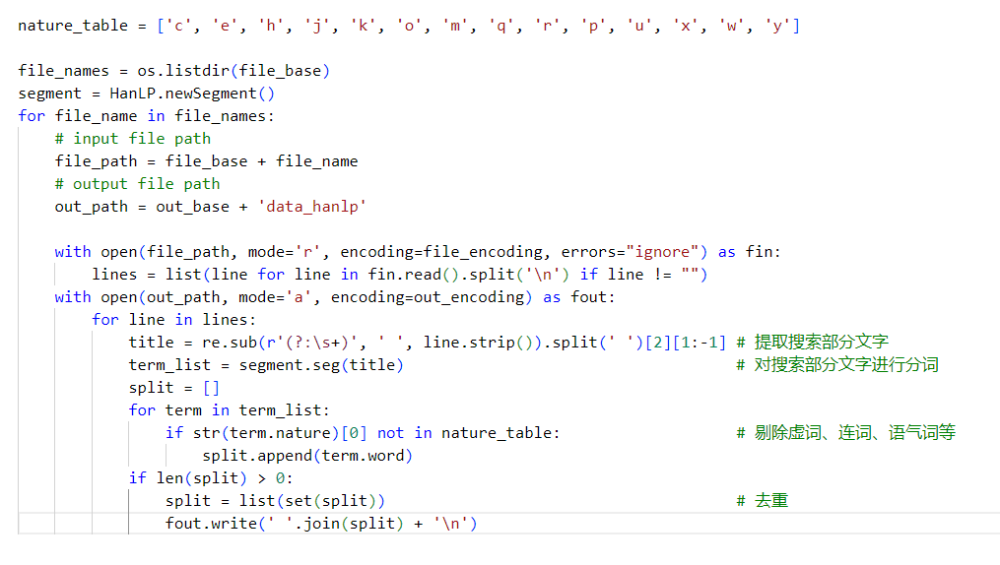 nature_table = ['c', 'e', 'h', 'j', 'k', 'o', 'm', 'q', 'r', 'p', 'u', 'x', 'w', 'y']

file_names = os.listdir(file_base)
segment = HanLP.newSegment()
for file_name in file_names:
    # input file path
    file_path = file_base + file_name
    # output file path
    out_path = out_base + 'data_hanlp'

    with open(file_path, mode='r', encoding=file_encoding, errors="ignore") as fin:
        lines = list(line for line in fin.read().split('\n') if line != "")
    with open(out_path, mode='a', encoding=out_encoding) as fout:
        for line in lines:
            title = re.sub(r'(?:\s+)', ' ', line.strip()).split(' ')[2][1:-1] # 提取搜索部分文字
            term_list = segment.seg(title)                                    # 对搜索部分文字进行分词
            split = []
            for term in term_list:
                if str(term.nature)[0] not in nature_table:                   # 剔除虚词、连词、语气词等
                    split.append(term.word)
            if len(split) > 0:
                split = list(set(split))                                      # 去重
                fout.write(' '.join(split) + '\n')